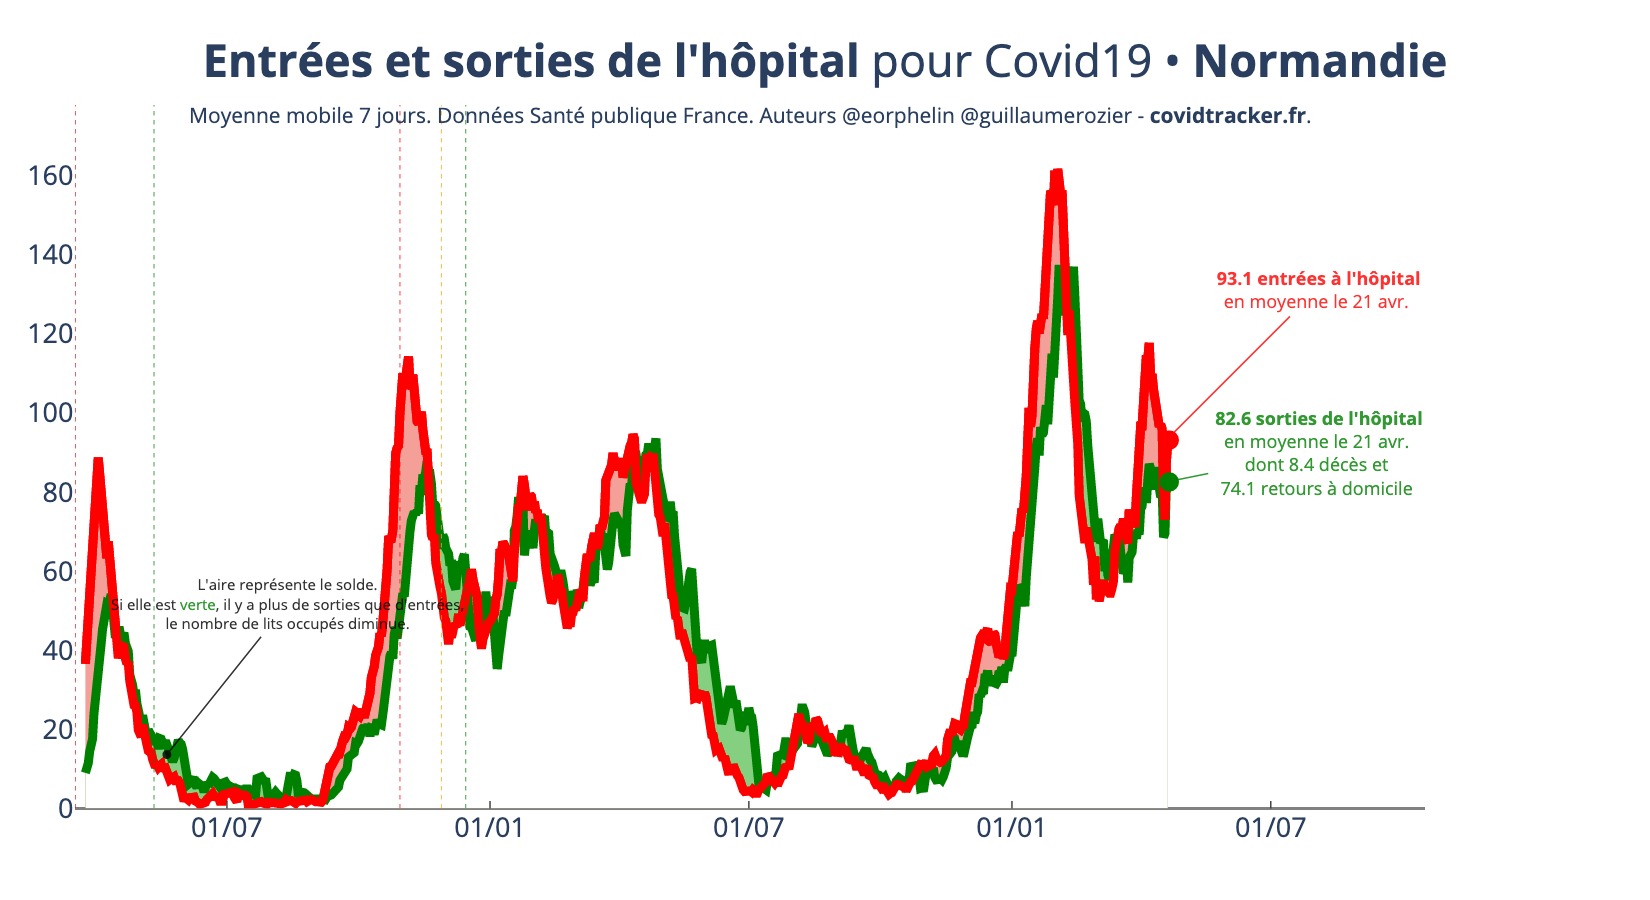 Entrées et sorties de l'hôpital pour Covid19 • Normandie
Moyenne mobile 7 jours. Données Santé publique France. Auteurs @eorphelin @guillaumerozier - covidtracker.fr.
160
140
120
100
80
60
40
20
0
93.1 entrées à l'hôpital
en moyenne le 21 avr.
82.6 sorties de l'hôpital
en moyenne le 21 avr.
dont 8.4 décès et
74.1 retours à domicile
L'aire représente le solde.
Si elle est verte, il y a plus de sorties que d'entrées,
le nombre de lits occupés diminue.
01/07
01/01
01/07
01/01
01/07